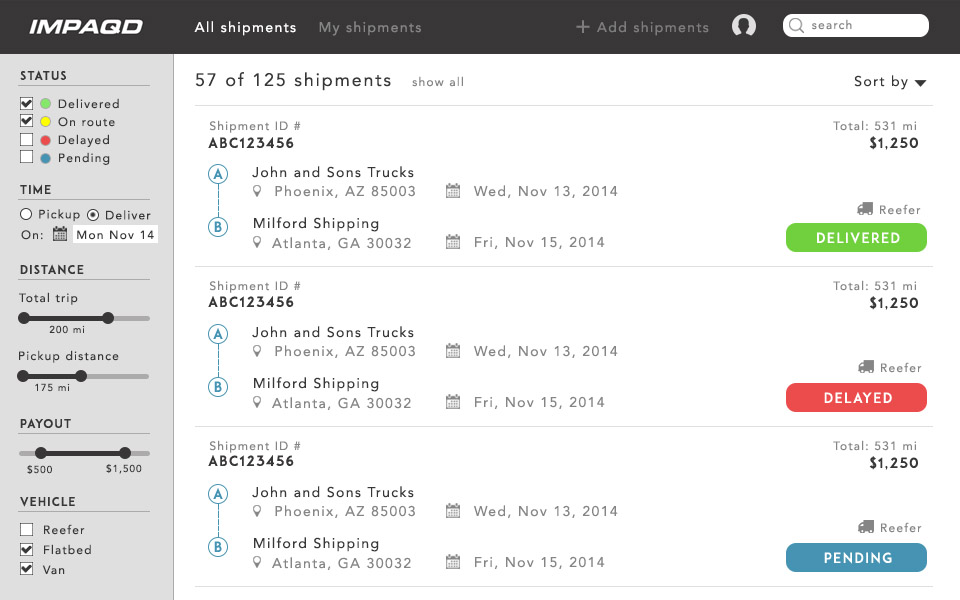 IMPAQD All shipments My shipments + Add shipments search
STATUS
Delivered
On route
Delayed
Pending
TIME
Pickup Deliver
On: Mon Nov 14
DISTANCE
Total trip
200 mi
Pickup distance
175 mi
PAYOUT
$500 $1,500
VEHICLE
Reefer
Flatbed
Van
57 of 125 shipments show all Sort by
Shipment ID # Total: 531 mi
ABC123456 $1,250
A John and Sons Trucks
Phoenix, AZ 85003 Wed, Nov 13, 2014
Reefer
B Milford Shipping
Atlanta, GA 30032 Fri, Nov 15, 2014 DELIVERED
Shipment ID # Total: 531 mi
ABC123456 $1,250
A John and Sons Trucks
Phoenix, AZ 85003 Wed, Nov 13, 2014
Reefer
B Milford Shipping
Atlanta, GA 30032 Fri, Nov 15, 2014 DELAYED
Shipment ID # Total: 531 mi
ABC123456 $1,250
A John and Sons Trucks
Phoenix, AZ 85003 Wed, Nov 13, 2014
Reefer
B Milford Shipping
Atlanta, GA 30032 Fri, Nov 15, 2014 PENDING